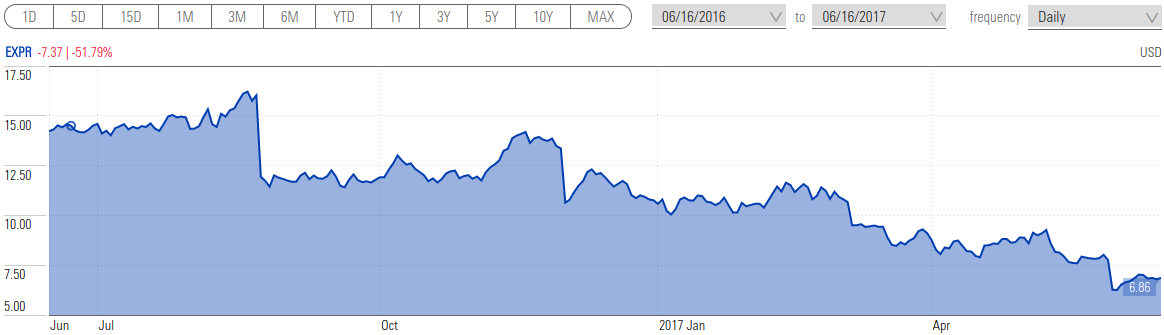 1D 5D 15D 1M 3M 6M YTD 1Y 3Y 5Y 10Y MAX 06/16/2016 to 06/16/2017 frequency Daily
EXPR -7.37 | -51.79% USD
17.50
15.00
12.50
10.00
7.50
6.86
5.00
Jun Jul Oct 2017 Jan Apr